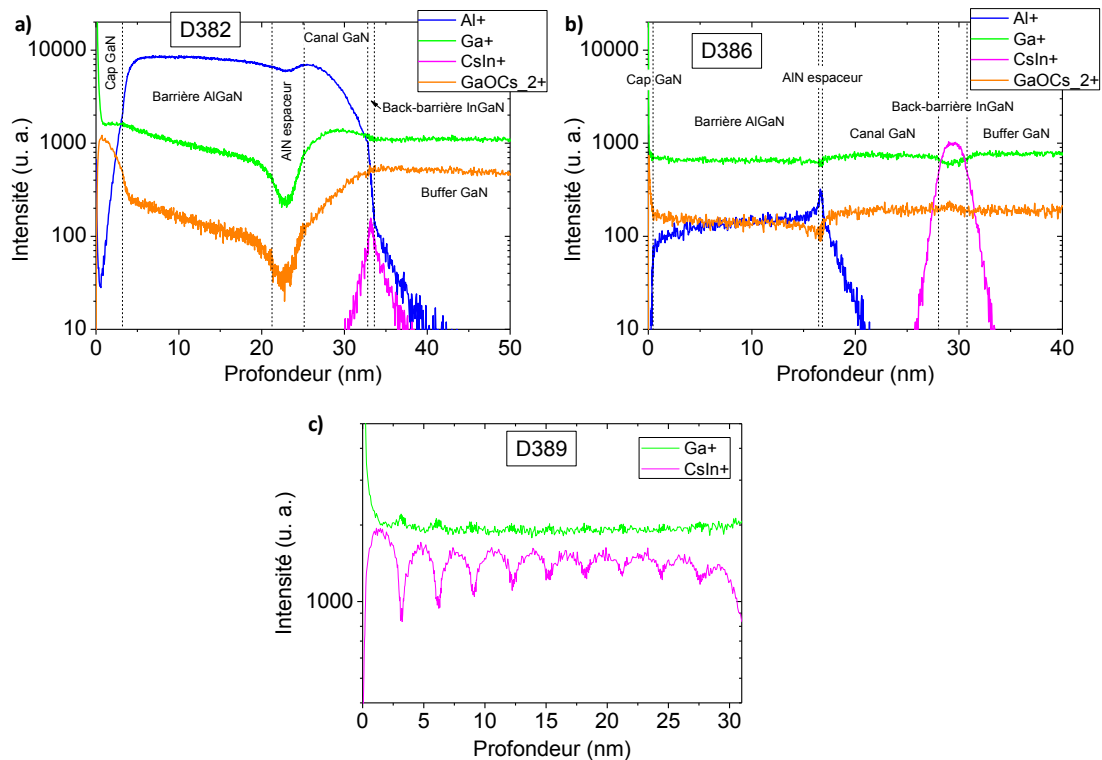 a)
D382
Al+
Ga+
CsIn+
GaOCs_2+
Cap GaN
Canal GaN
Barrière AlGaN
AlN espaceur
Back-barrière InGaN
Buffer GaN
Intensité (u. a.)
10000
1000
100
10
0 10 20 30 40 50
Profondeur (nm)
b)
D386
Al+
Ga+
CsIn+
GaOCs_2+
Cap GaN
AlN espaceur
Back-barrière InGaN
Barrière AlGaN
Canal GaN
Buffer GaN
Intensité (u. a.)
10000
1000
100
10
0 10 20 30 40
Profondeur (nm)
c)
D389
Ga+
CsIn+
Intensité (u. a.)
1000
0 5 10 15 20 25 30
Profondeur (nm)